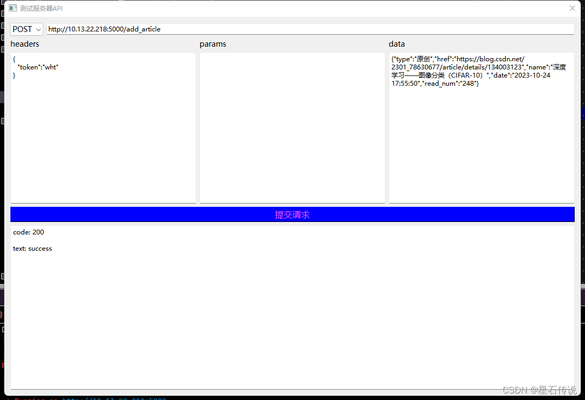 测试服务器API
POST http://10.13.22.218:5000/add_article
headers params data
{
"token":"wht"
}
{"type":"原创","href":"https://blog.csdn.net/
2301_78630677/article/details/134003123","name":"深度
学习——图像分类（CIFAR-10）","date":"2023-10-24
17:55:50","read_num":"248"}
提交请求
code: 200
text: success
CSDN @星石传说